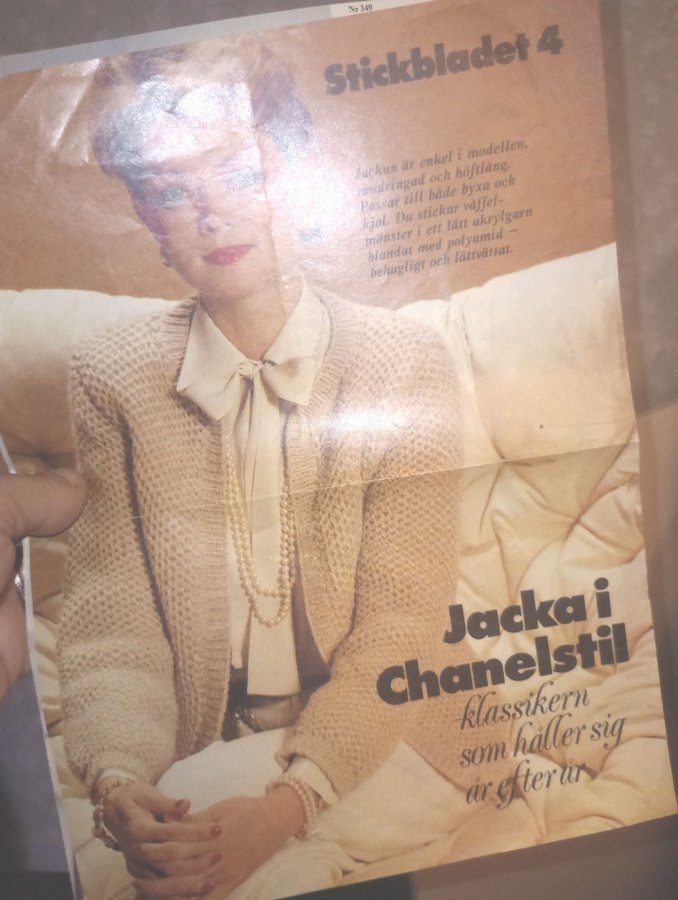 Nr 349
Stickbladet 4
Jackan är enkel i modellen,
rundringad och höftlång.
Passar till både byxa och
kjol. Du stickar våffel-
mönster i ett lätt akrylgarn
blandat med polyamid –
behagligt och lättvättat.
Jacka i
Chanelstil
klassikern
som håller sig
år efter år